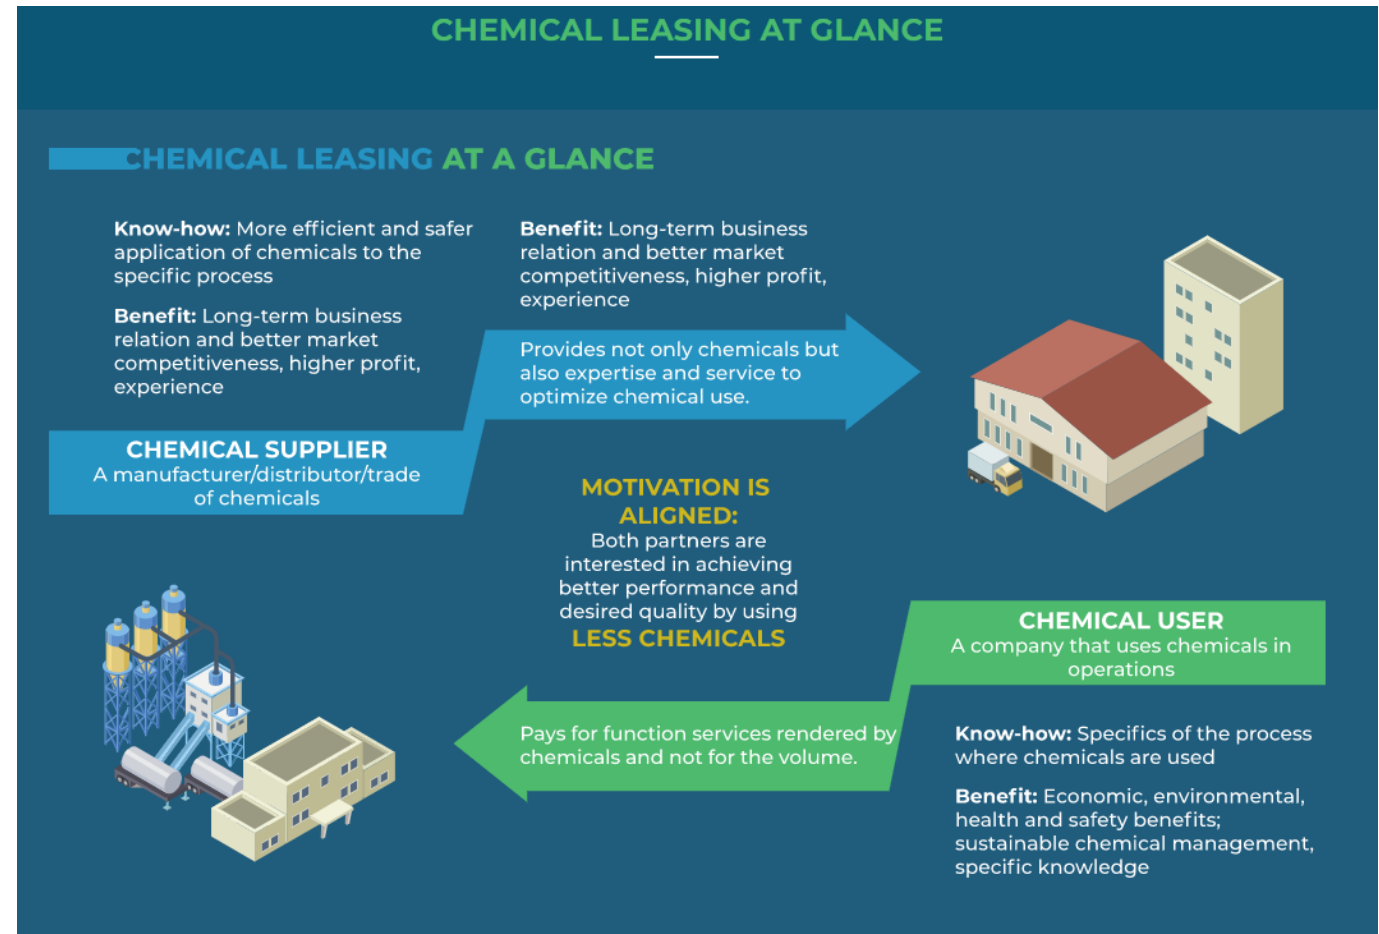 CHEMICAL LEASING AT GLANCE
CHEMICAL LEASING AT A GLANCE
Know-how: More efficient and safer
application of chemicals to the
specific process
Benefit: Long-term business
relation and better market
competitiveness, higher profit,
experience
CHEMICAL SUPPLIER
A manufacturer/distributor/trade
of chemicals
Benefit: Long-term business
relation and better market
competitiveness, higher profit,
experience
Provides not only chemicals but
also expertise and service to
optimize chemical use.
MOTIVATION IS
ALIGNED:
Both partners are
interested in achieving
better performance and
desired quality by using
LESS CHEMICALS
CHEMICAL USER
A company that uses chemicals in
operations
Pays for function services rendered by
chemicals and not for the volume.
Know-how: Specifics of the process
where chemicals are used
Benefit: Economic, environmental,
health and safety benefits;
sustainable chemical management,
specific knowledge